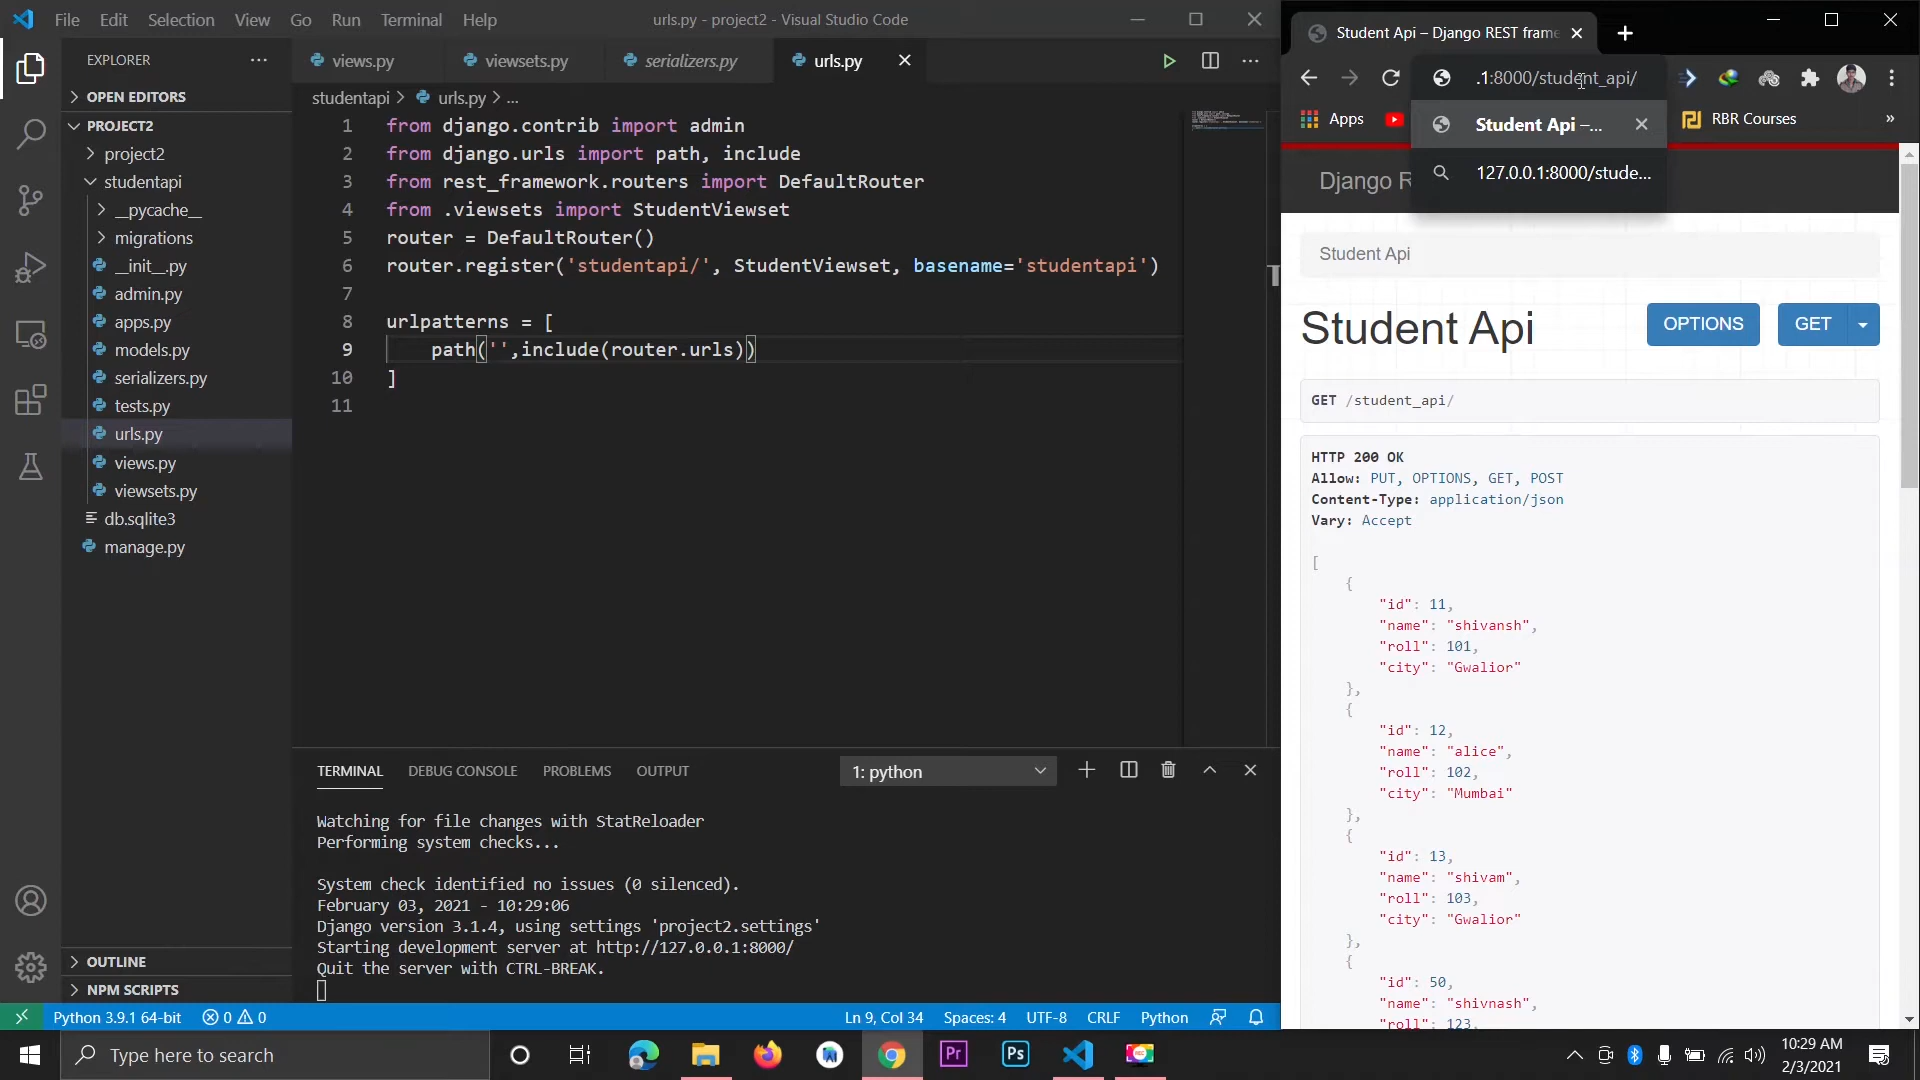 File Edit Selection View Go Run Terminal Help
urls.py - project2 - Visual Studio Code
EXPLORER
OPEN EDITORS
PROJECT2
project2
studentapi
__pycache__
migrations
__init__.py
admin.py
apps.py
models.py
serializers.py
tests.py
urls.py
views.py
viewsets.py
db.sqlite3
manage.py
OUTLINE
NPM SCRIPTS
views.py viewsets.py serializers.py urls.py
studentapi > urls.py > ...
1 from django.contrib import admin
2 from django.urls import path, include
3 from rest_framework.routers import DefaultRouter
4 from .viewsets import StudentViewset
5 router = DefaultRouter()
6 router.register('studentapi/', StudentViewset, basename='studentapi')
7
8 urlpatterns = [
9 path('',include(router.urls))
10 ]
11
TERMINAL DEBUG CONSOLE PROBLEMS OUTPUT
1: python
Watching for file changes with StatReloader
Performing system checks...
System check identified no issues (0 silenced).
February 03, 2021 - 10:29:06
Django version 3.1.4, using settings 'project2.settings'
Starting development server at http://127.0.0.1:8000/
Quit the server with CTRL-BREAK.
Python 3.9.1 64-bit 0 0
Ln 9, Col 34 Spaces: 4 UTF-8 CRLF Python
Student Api – Django REST frame
.1:8000/student_api/
Student Api –...
127.0.0.1:8000/stude...
Apps
RBR Courses
»
Django R
Student Api
Student Api
OPTIONS
GET
GET /student_api/
HTTP 200 OK
Allow: PUT, OPTIONS, GET, POST
Content-Type: application/json
Vary: Accept
[
{
"id": 11,
"name": "shivansh",
"roll": 101,
"city": "Gwalior"
},
{
"id": 12,
"name": "alice",
"roll": 102,
"city": "Mumbai"
},
{
"id": 13,
"name": "shivam",
"roll": 103,
"city": "Gwalior"
},
{
"id": 50,
"name": "shivnash",
"roll": 123,
Type here to search
Pr
Ps
10:29 AM
2/3/2021